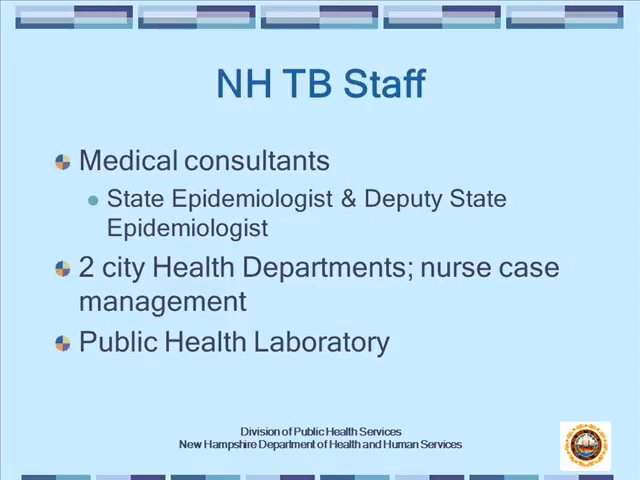 NH TB Staff
Medical consultants
State Epidemiologist & Deputy State
Epidemiologist
2 city Health Departments; nurse case
management
Public Health Laboratory
Division of Public Health Services
New Hampshire Department of Health and Human Services